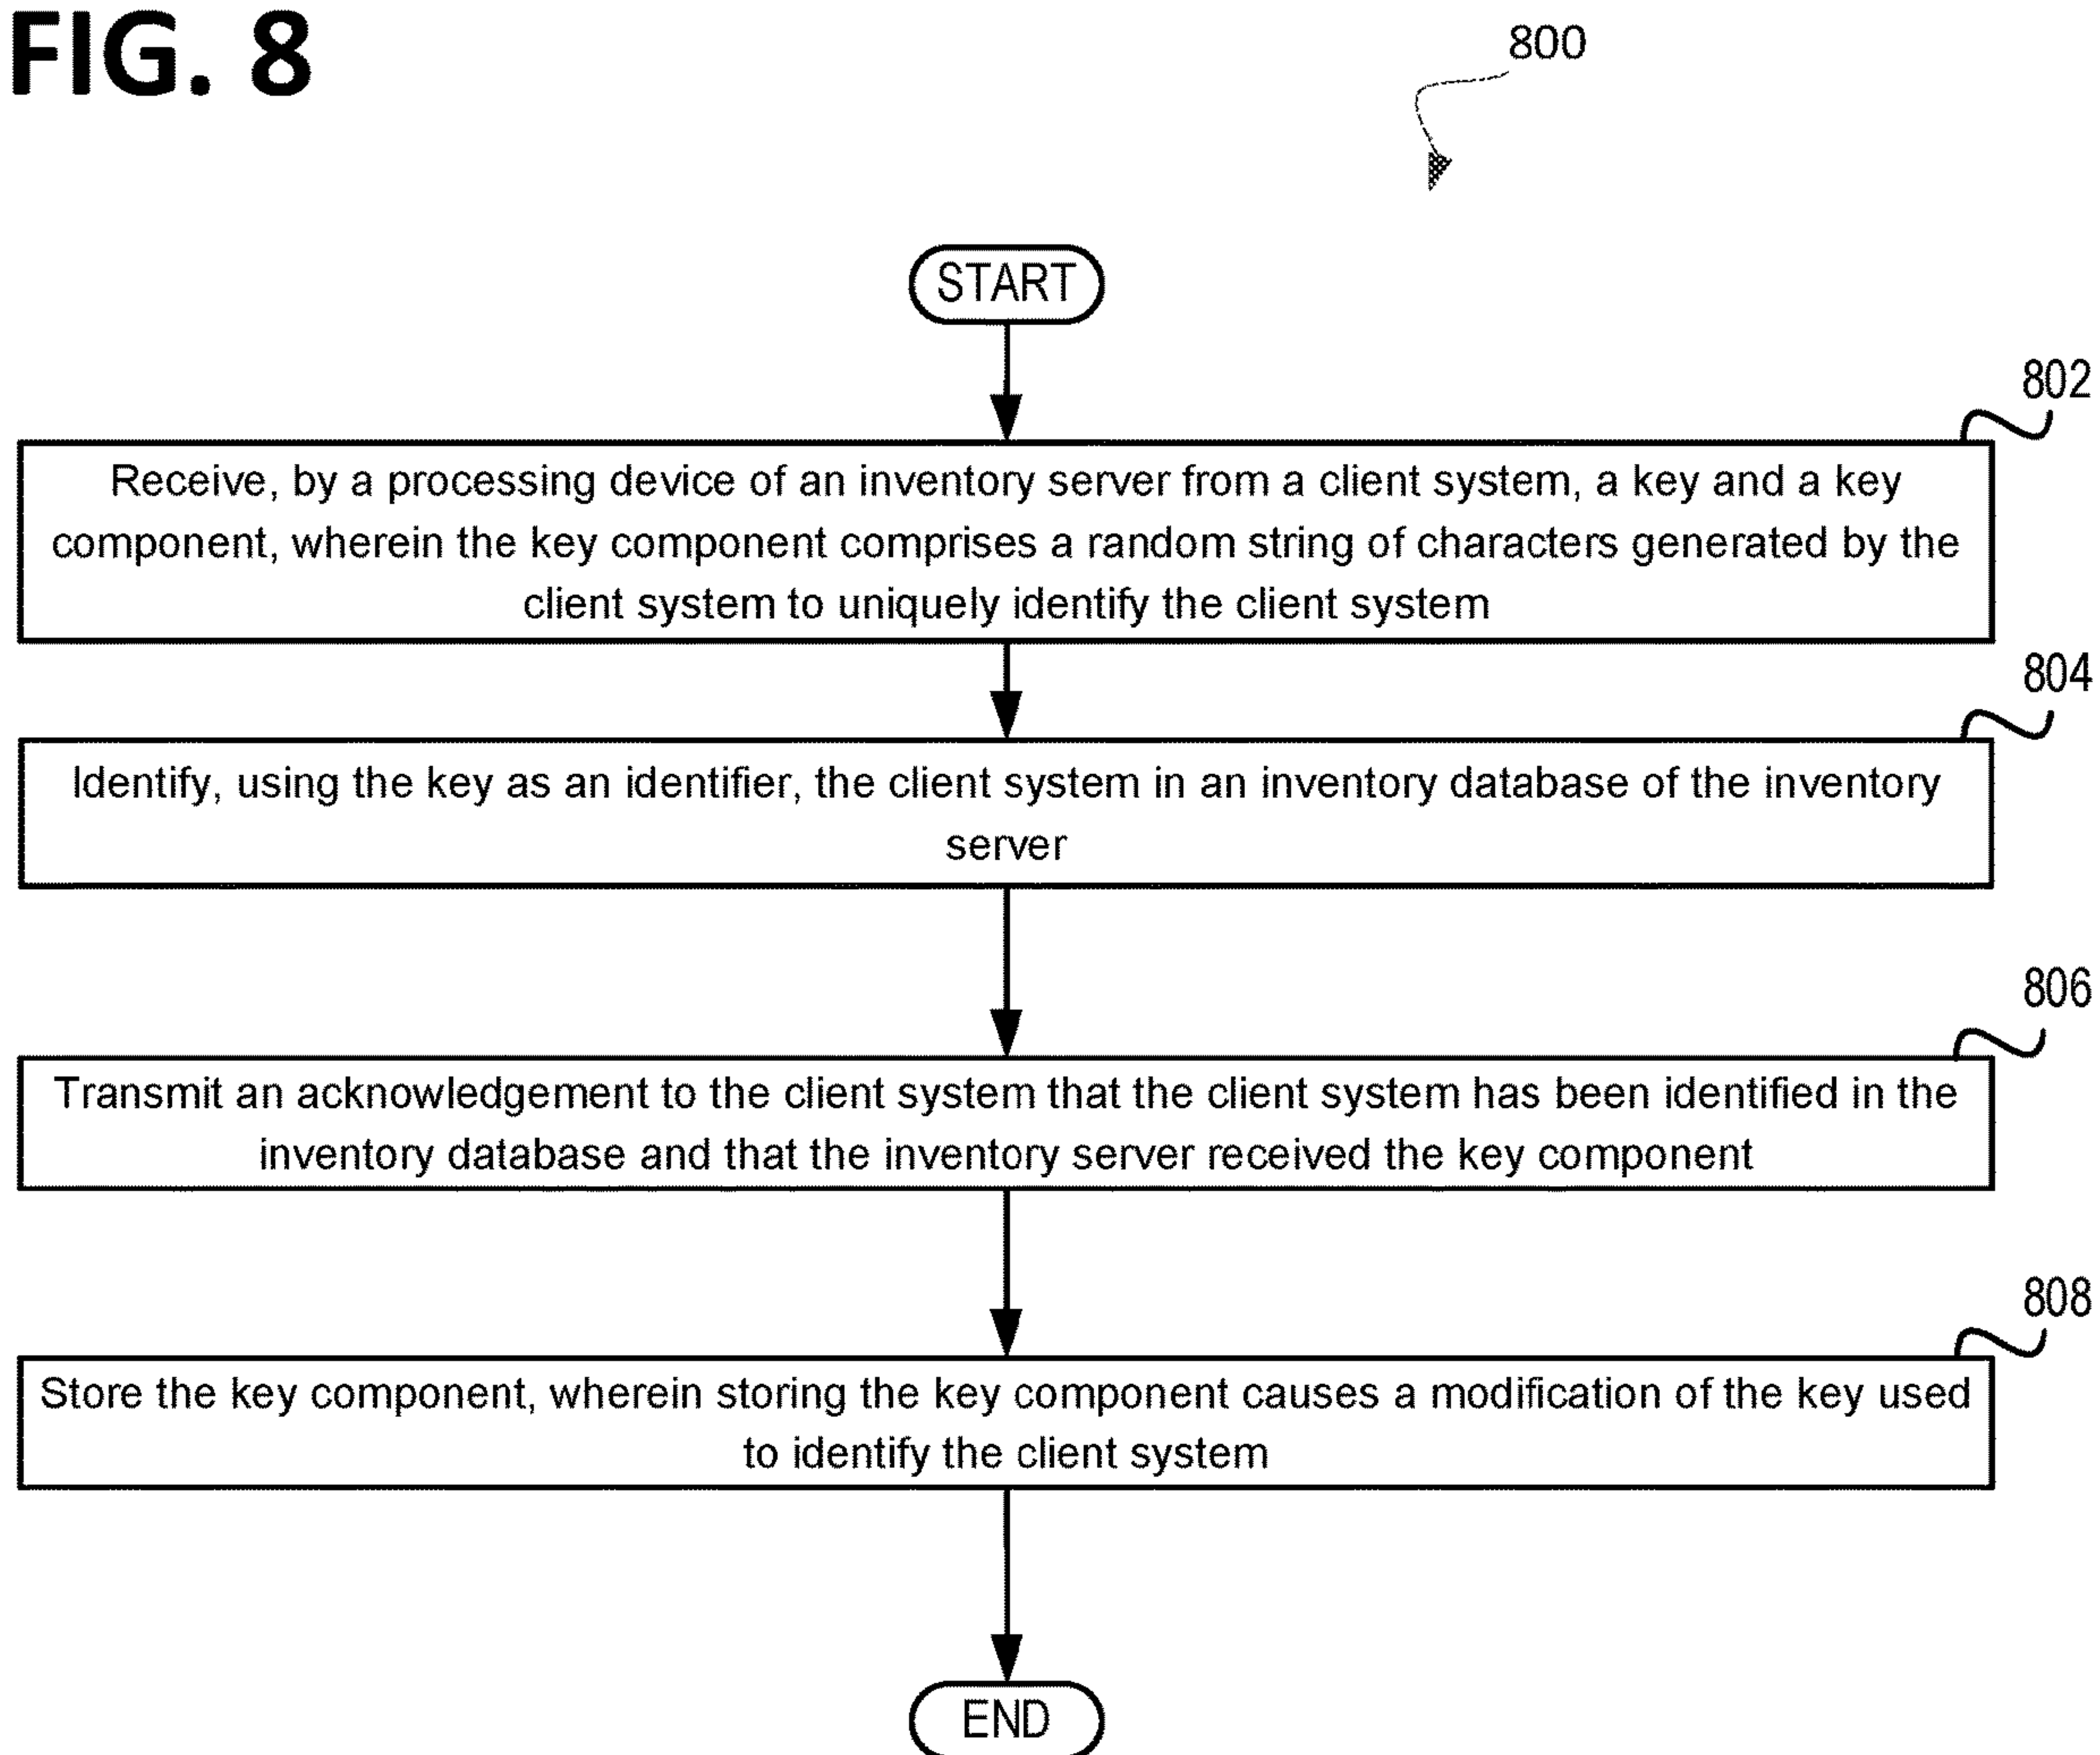 FIG. 8
800
START
802
Receive, by a processing device of an inventory server from a client system, a key and a key
component, wherein the key component comprises a random string of characters generated by the
client system to uniquely identify the client system
804
Identify, using the key as an identifier, the client system in an inventory database of the inventory
server
806
Transmit an acknowledgement to the client system that the client system has been identified in the
inventory database and that the inventory server received the key component
808
Store the key component, wherein storing the key component causes a modification of the key used
to identify the client system
END